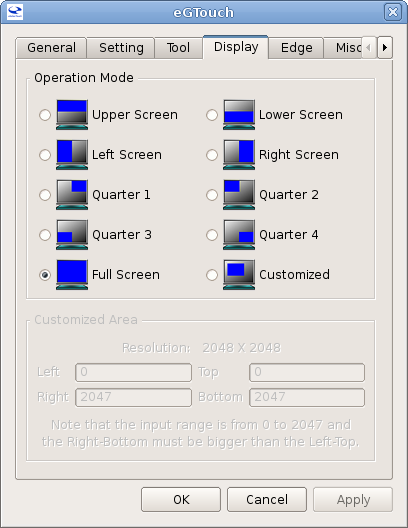 eGTouch
General Setting Tool Display Edge Misc
Operation Mode
Upper Screen Lower Screen
Left Screen Right Screen
Quarter 1 Quarter 2
Quarter 3 Quarter 4
Full Screen Customized
Customized Area
Resolution: 2048 X 2048
Left 0 Top 0
Right 2047 Bottom 2047
Note that the input range is from 0 to 2047 and
the Right-Bottom must be bigger than the Left-Top.
OK Cancel Apply